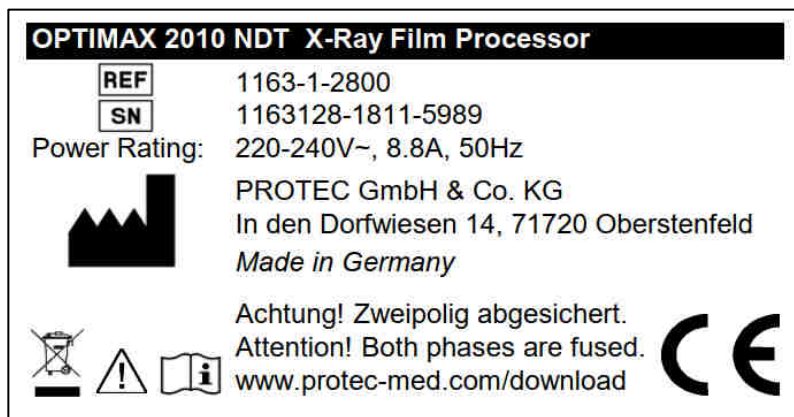 OPTIMAX 2010 NDT X-Ray Film Processor
REF 1163-1-2800
SN 1163128-1811-5989
Power Rating: 220-240V~, 8.8A, 50Hz
PROTEC GmbH & Co. KG
In den Dorfwiesen 14, 71720 Oberstenfeld
Made in Germany
Achtung! Zweipolig abgesichert.
Attention! Both phases are fused.
www.protec-med.com/download
CE